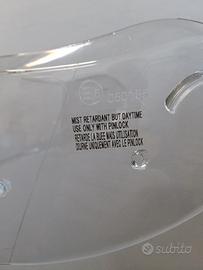 MIST RETARDANT BUT DAYTIME
USE ONLY WITH PINLOCK
RETARDE LA BUEE MAIS UTILISATION
DIURNE UNIQUEMENT AVEC LE PINLOCK
subito